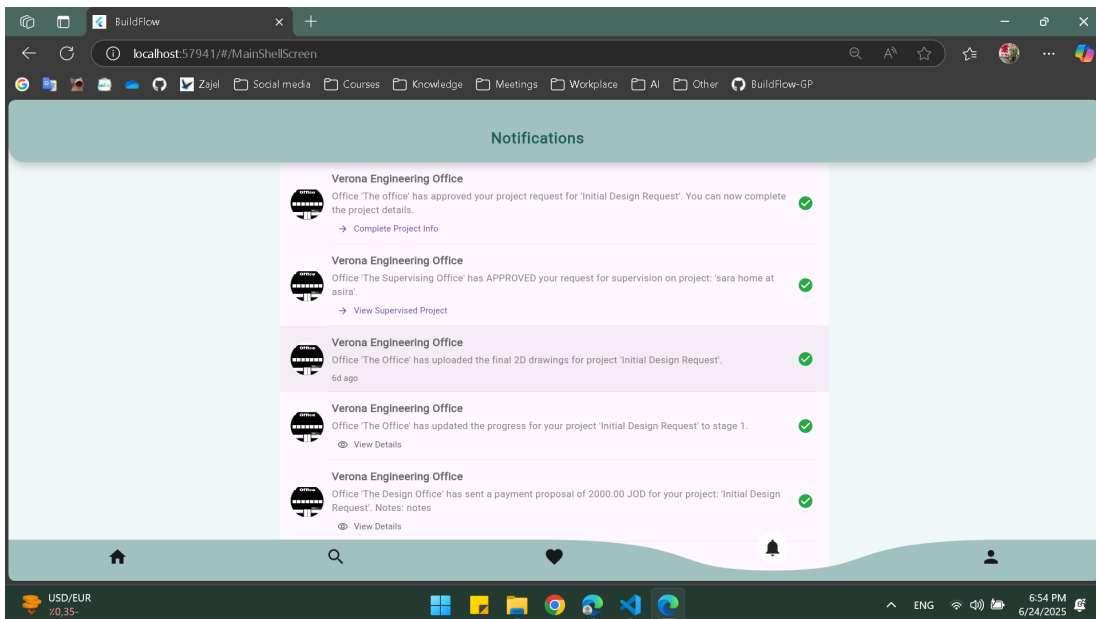 BuildFlow
localhost:57941/#/MainShellScreen
Zajel Social media Courses Knowledge Meetings Workplace AI Other BuildFlow-GP
Notifications
Verona Engineering Office
Office 'The office' has approved your project request for 'Initial Design Request'. You can now complete
the project details.
Complete Project Info
Verona Engineering Office
Office 'The Supervising Office' has APPROVED your request for supervision on project: 'sara home at
asira'.
View Supervised Project
Verona Engineering Office
Office 'The Office' has uploaded the final 2D drawings for project 'Initial Design Request'.
6d ago
Verona Engineering Office
Office 'The Office' has updated the progress for your project 'Initial Design Request' to stage 1.
View Details
Verona Engineering Office
Office 'The Design Office' has sent a payment proposal of 2000.00 JOD for your project: 'Initial Design
Request'. Notes: notes
View Details
USD/EUR
٪0,35-
ENG
6:54 PM
6/24/2025